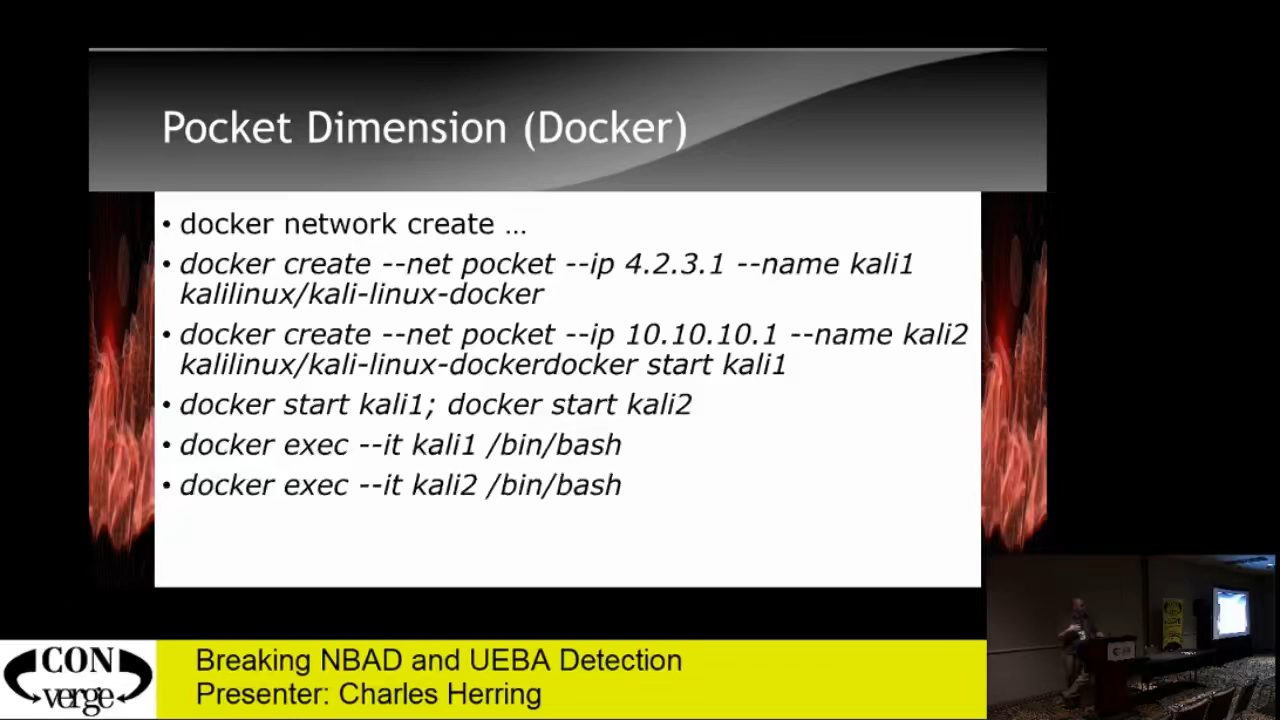 Pocket Dimension (Docker)
• docker network create …
• docker create --net pocket --ip 4.2.3.1 --name kali1
kalilinux/kali-linux-docker
• docker create --net pocket --ip 10.10.10.1 --name kali2
kalilinux/kali-linux-dockerdocker start kali1
• docker start kali1; docker start kali2
• docker exec --it kali1 /bin/bash
• docker exec --it kali2 /bin/bash
CON
verge
Breaking NBAD and UEBA Detection
Presenter: Charles Herring